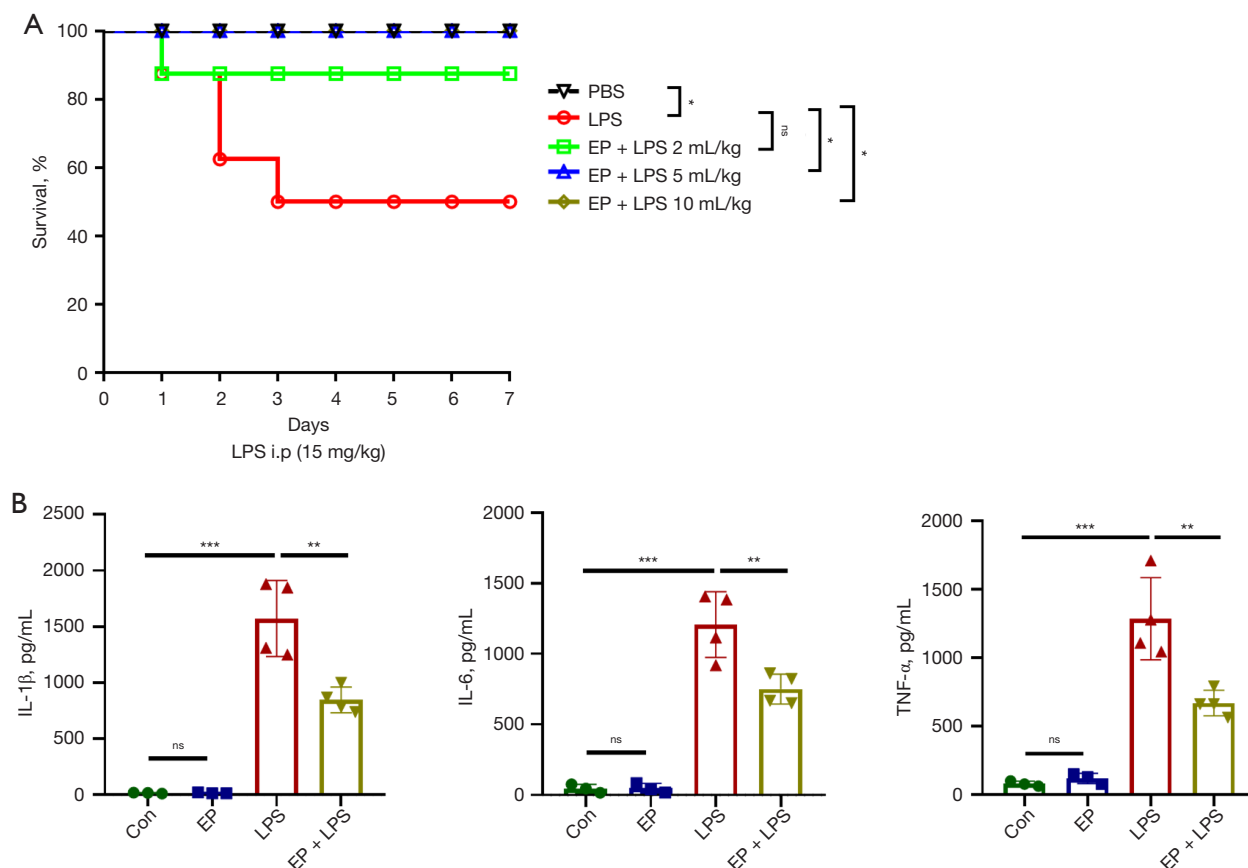 A
100
80
60
40
20
0
Survival, %
0 1 2 3 4 5 6 7
Days
LPS i.p (15 mg/kg)
PBS
LPS
EP + LPS 2 mL/kg
EP + LPS 5 mL/kg
EP + LPS 10 mL/kg
*
ns
*
*
B
2500
2000
1500
1000
500
0
IL-1β, pg/mL
***
**
ns
Con EP LPS EP + LPS
2000
1500
1000
500
0
IL-6, pg/mL
***
**
ns
Con EP LPS EP + LPS
2000
1500
1000
500
0
TNF-α, pg/mL
***
**
ns
Con EP LPS EP + LPS